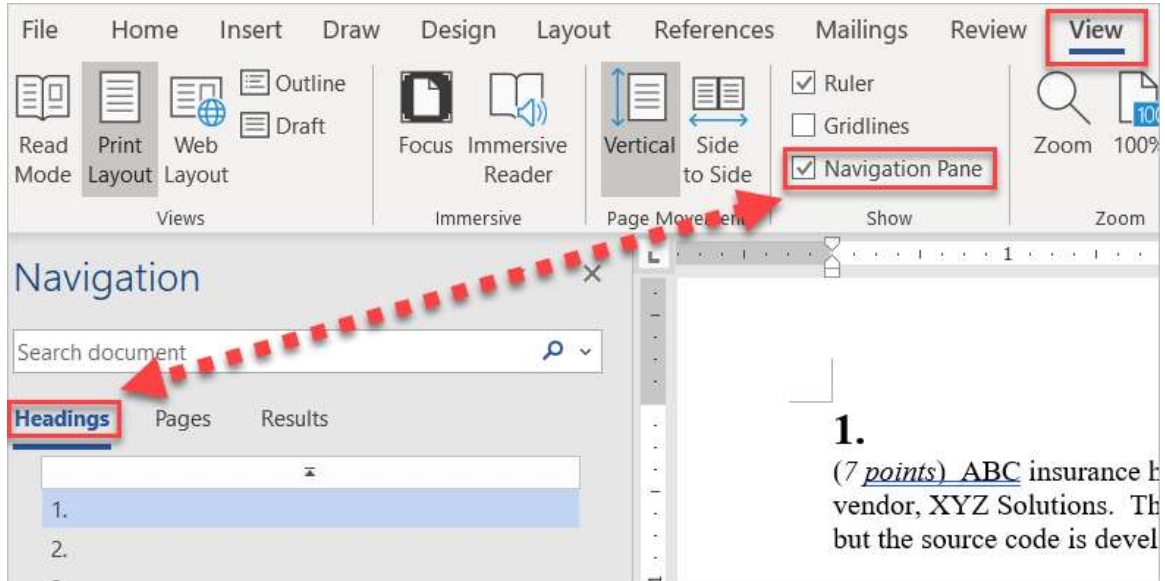 File Home Insert Draw Design Layout References Mailings Review View
Read Mode
Print Layout
Web Layout
Outline
Draft
Views
Focus
Immersive Reader
Immersive
Vertical
Side to Side
Page Movement
Ruler
Gridlines
Navigation Pane
Show
Zoom
100%
Zoom
Navigation
Search document
Headings Pages Results
1.
2.
L
1
1.
(7 points) ABC insurance
vendor, XYZ Solutions.
but the source code is